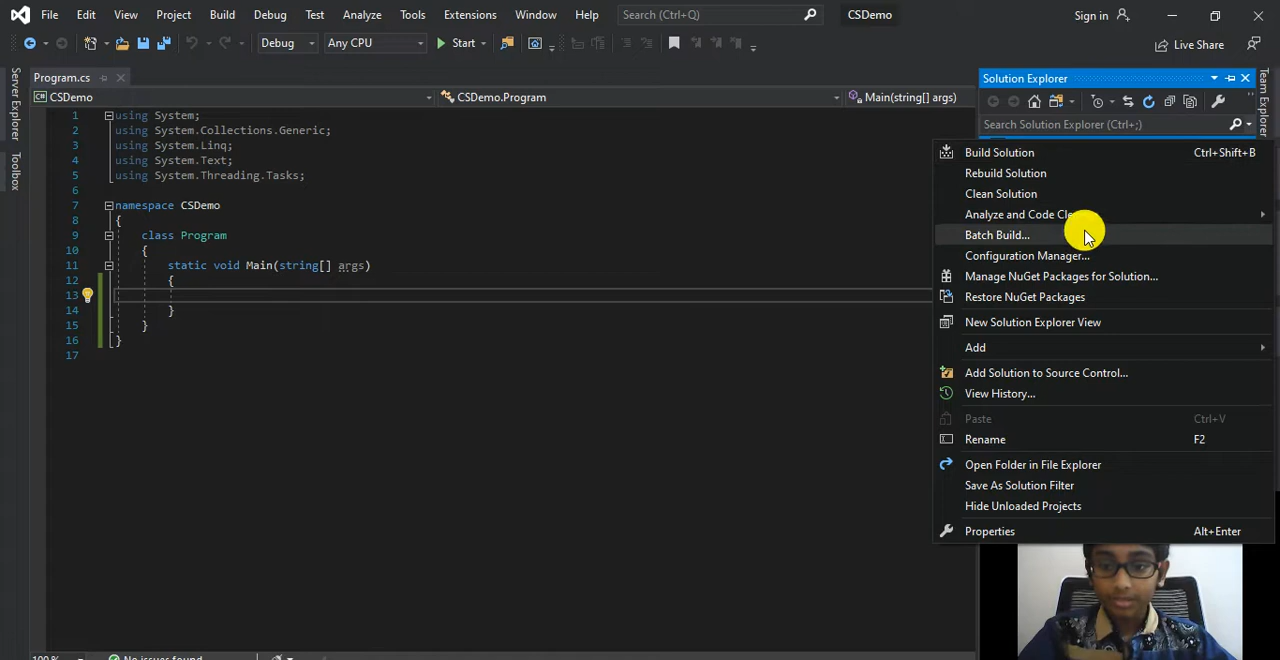 File Edit View Project Build Debug Test Analyze Tools Extensions Window Help Search (Ctrl+Q) CSDemo Sign in
Debug Any CPU Start Live Share
Server Explorer
Toolbox
Program.cs
CSDemo CSDemo.Program Main(string[] args)
1 using System;
2 using System.Collections.Generic;
3 using System.Linq;
4 using System.Text;
5 using System.Threading.Tasks;
6
7 namespace CSDemo
8 {
9 class Program
10 {
11 static void Main(string[] args)
12 {
13
14 }
15 }
16 }
17
Solution Explorer
Search Solution Explorer (Ctrl+;)
Team Explorer
Build Solution Ctrl+Shift+B
Rebuild Solution
Clean Solution
Analyze and Code
Batch Build...
Configuration Manager...
Manage NuGet Packages for Solution...
Restore NuGet Packages
New Solution Explorer View
Add
Add Solution to Source Control...
View History...
Paste Ctrl+V
Rename F2
Open Folder in File Explorer
Save As Solution Filter
Hide Unloaded Projects
Properties Alt+Enter
100% No issues found